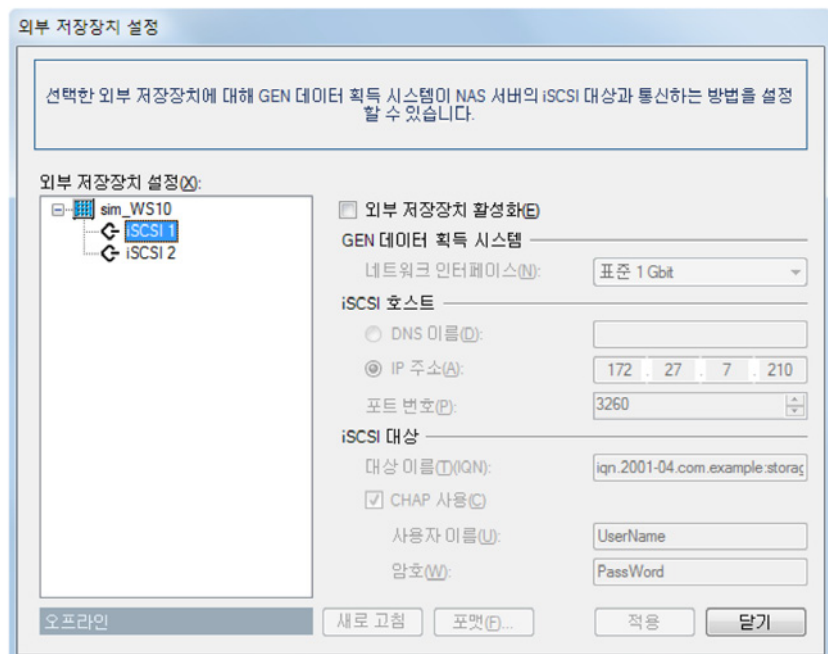 외부 저장장치 설정
선택한 외부 저장장치에 대해 GEN 데이터 획득 시스템이 NAS 서버의 iSCSI 대상과 통신하는 방법을 설정
할 수 있습니다.
외부 저장장치 설정(X):
sim_WS10
iSCSI 1
iSCSI 2
외부 저장장치 활성화(E)
GEN 데이터 획득 시스템
네트워크 인터페이스(N):
표준 1 Gbit
iSCSI 호스트
DNS 이름(D):
IP 주소(A):
172 . 27 . 7 . 210
포트 번호(P):
3260
iSCSI 대상
대상 이름(T)(IQN):
iqn.2001-04.com.example:storag
CHAP 사용(C)
사용자 이름(U):
UserName
암호(W):
PassWord
오프라인
새로 고침
포맷(F)...
적용
닫기